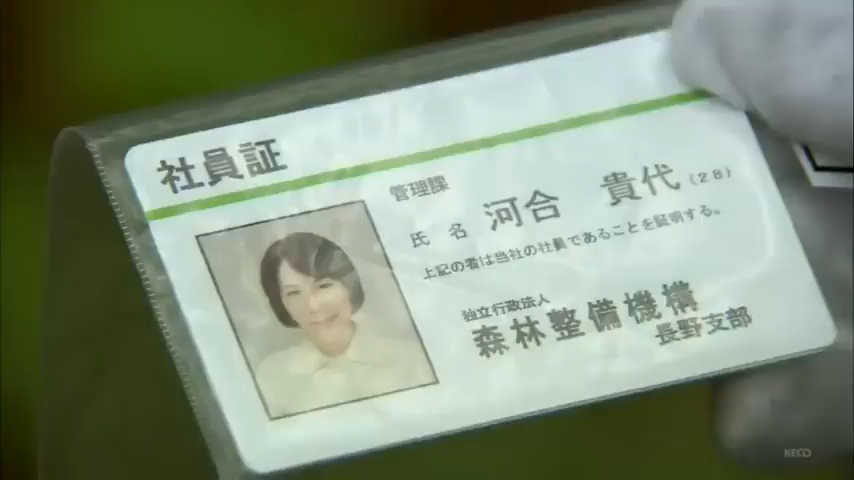 社員証
管理課
氏名 河合 貴代 (28)
上記の者は当社の社員であることを証明する。
独立行政法人
森林整備機構
長野支部
NECO